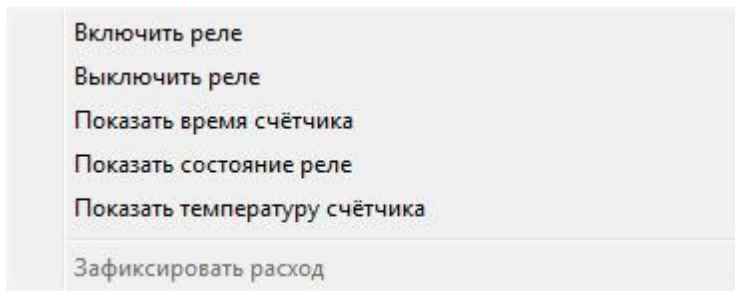 Включить реле
Выключить реле
Показать время счётчика
Показать состояние реле
Показать температуру счётчика
Зафиксировать расход